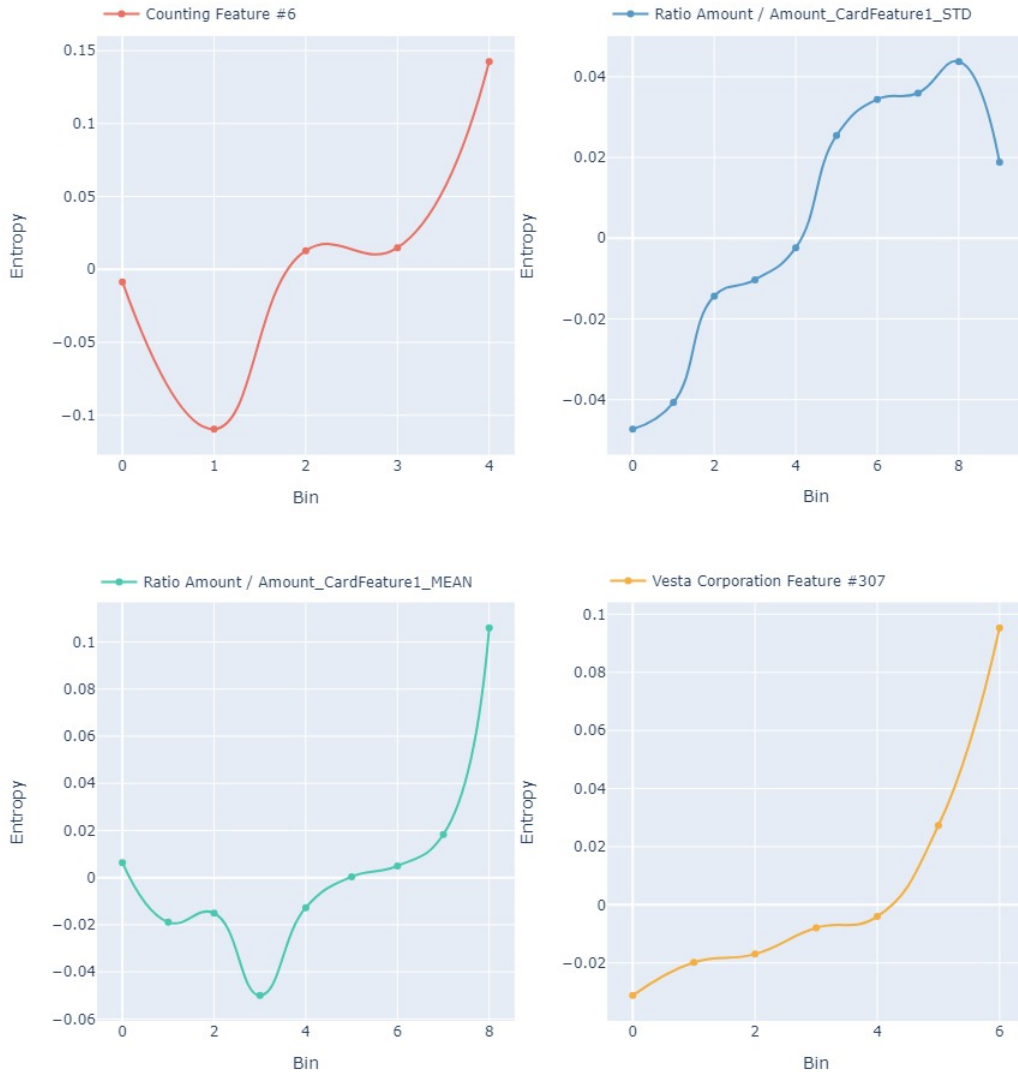 Counting Feature #6
0.15
0.1
0.05
0
−0.05
−0.1
Entropy
0 1 2 3 4
Bin
Ratio Amount / Amount_CardFeature1_STD
0.04
0.02
0
−0.02
−0.04
Entropy
0 2 4 6 8
Bin
Ratio Amount / Amount_CardFeature1_MEAN
0.1
0.08
0.06
0.04
0.02
0
−0.02
−0.04
−0.06
Entropy
0 2 4 6 8
Bin
Vesta Corporation Feature #307
0.1
0.08
0.06
0.04
0.02
0
−0.02
Entropy
0 2 4 6
Bin